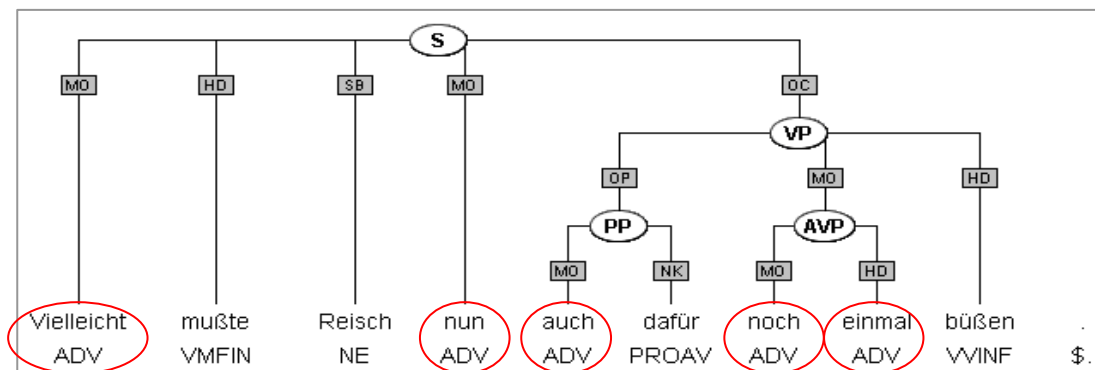 S
MO HD SB MO OC
VP
OP MO HD
PP AVP
MO NK MO HD
Vielleicht mußte Reisch nun auch dafür noch einmal büßen .
ADV VMFIN NE ADV ADV PROAV ADV ADV VVINF $.